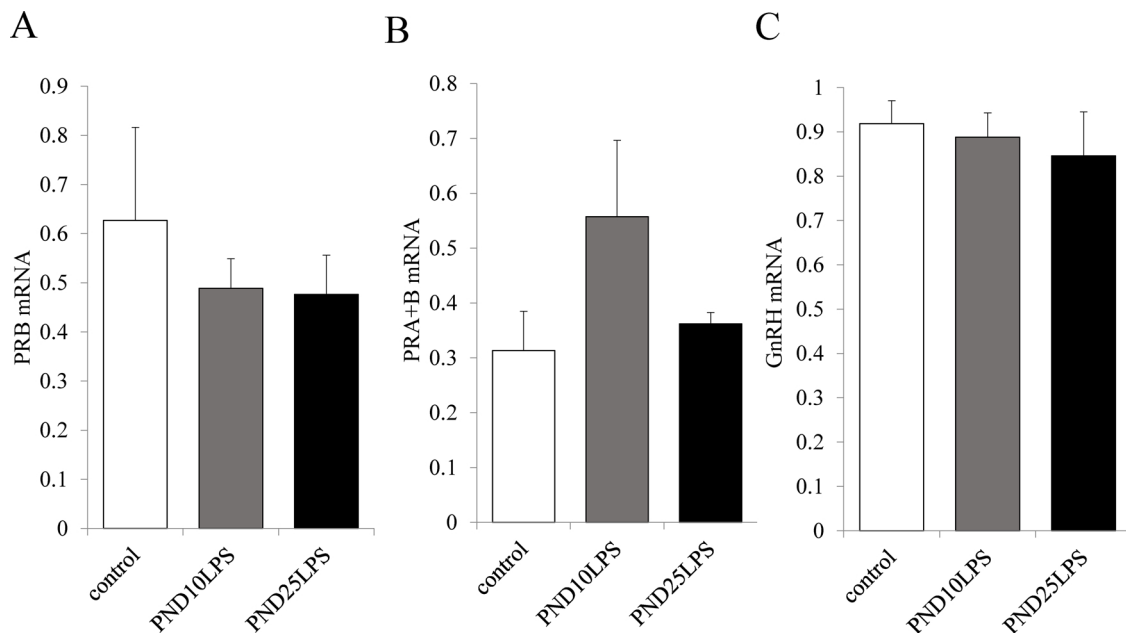 A
PRB mRNA
0.9
0.8
0.7
0.6
0.5
0.4
0.3
0.2
0.1
0
control
PND10LPS
PND25LPS
B
PRA+B mRNA
0.8
0.7
0.6
0.5
0.4
0.3
0.2
0.1
0
control
PND10LPS
PND25LPS
C
GnRH mRNA
1
0.9
0.8
0.7
0.6
0.5
0.4
0.3
0.2
0.1
0
control
PND10LPS
PND25LPS